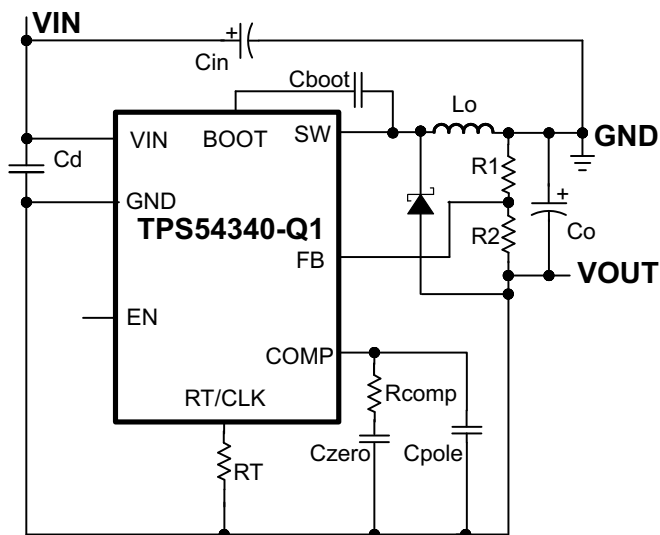 VIN
+
Cin
Cboot
Lo
VIN
BOOT
SW
GND
Cd
R1
GND
+
TPS54340-Q1
R2
Co
FB
VOUT
EN
COMP
Rcomp
RT/CLK
Czero
Cpole
RT